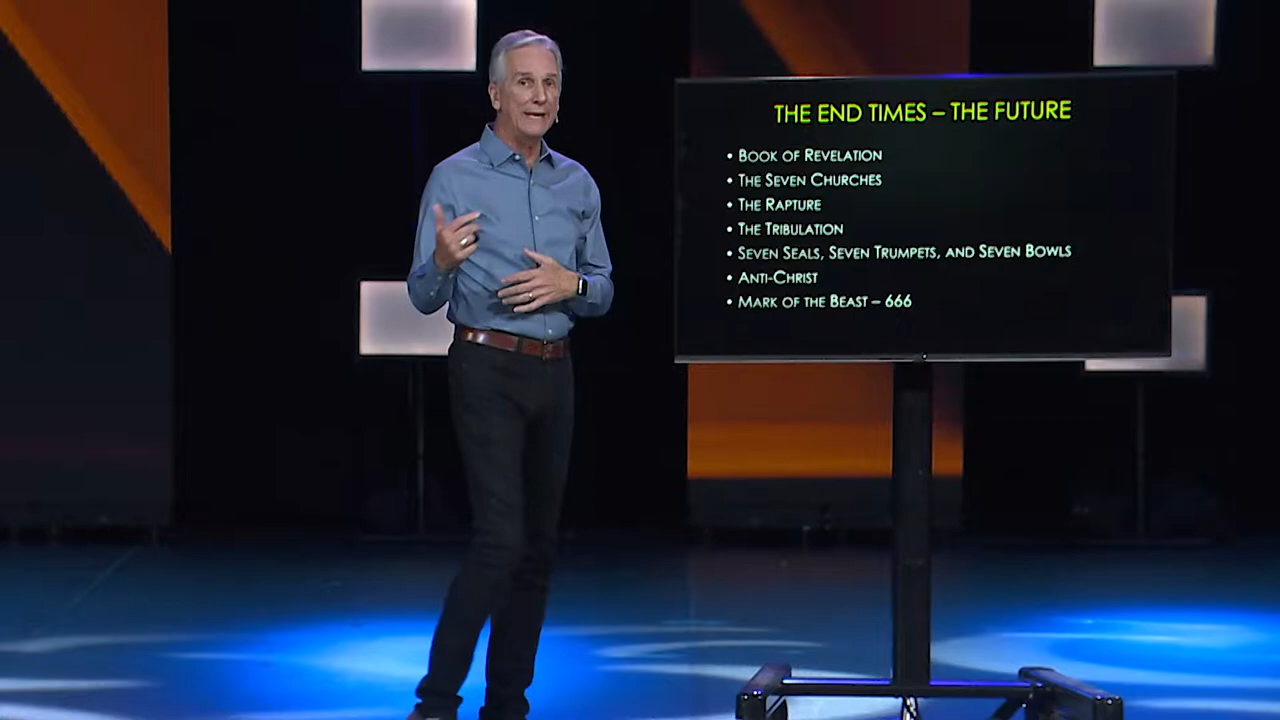 THE END TIMES – THE FUTURE
• BOOK OF REVELATION
• THE SEVEN CHURCHES
• THE RAPTURE
• THE TRIBULATION
• SEVEN SEALS, SEVEN TRUMPETS, AND SEVEN BOWLS
• ANTI-CHRIST
• MARK OF THE BEAST – 666